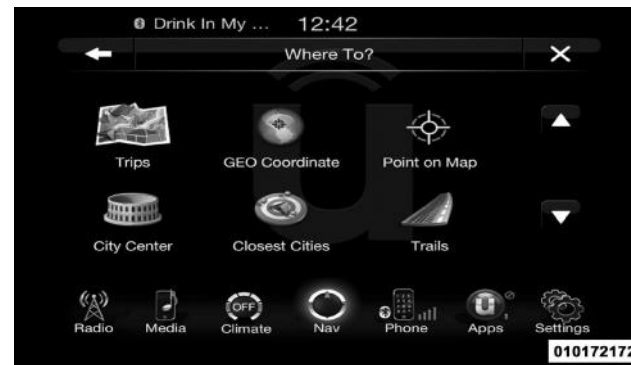 Drink In My ... 12:42
Where To?
Trips GEO Coordinate Point on Map
City Center Closest Cities Trails
OFF
Radio Media Climate Nav Phone Apps Settings
010172172